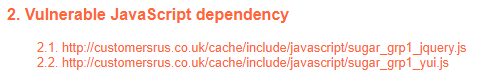 2. Vulnerable JavaScript dependency
2.1. http://customersrus.co.uk/cache/include/javascript/sugar_grp1_jquery.js
2.2. http://customersrus.co.uk/cache/include/javascript/sugar_grp1_yui.js